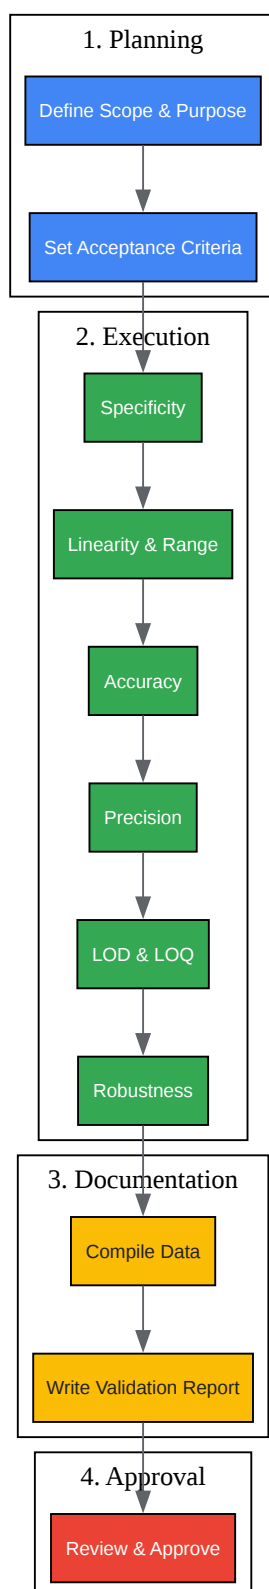 1. Planning
Define Scope & Purpose
Set Acceptance Criteria
2. Execution
Specificity
Linearity & Range
Accuracy
Precision
LOD & LOQ
Robustness
3. Documentation
Compile Data
Write Validation Report
4. Approval
Review & Approve